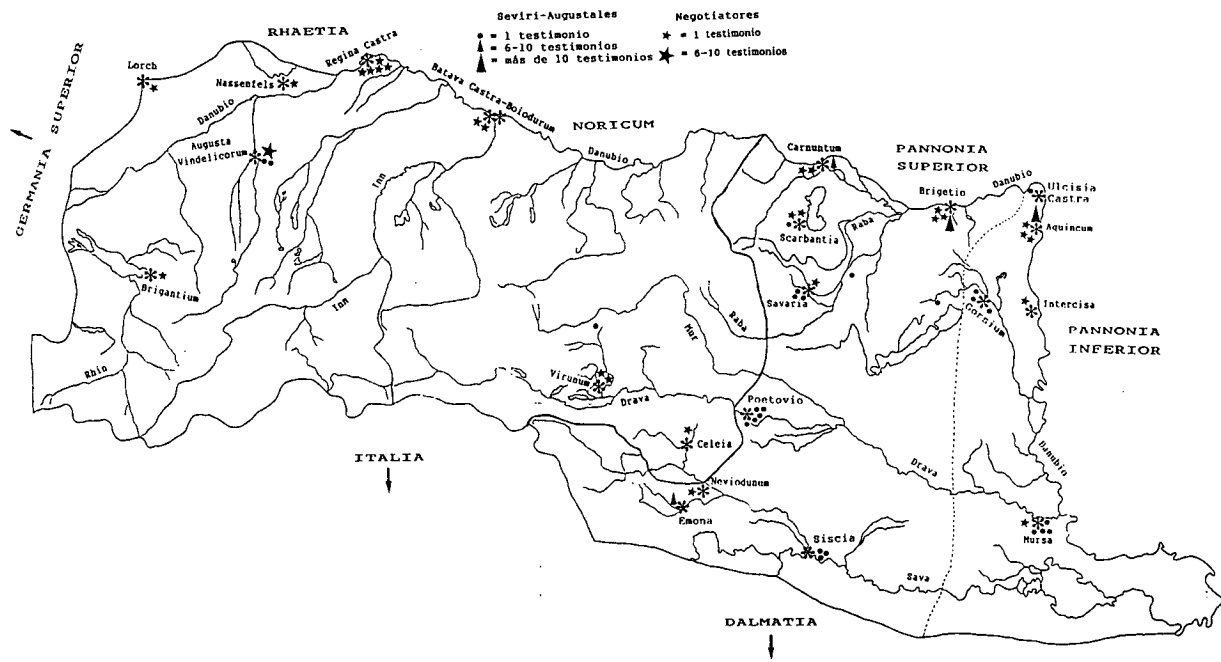 Seviri-Augustales
● = 1 testimonio
▲ = 6-10 testimonios
▲ = más de 10 testimonios
Negotiatores
★ = 1 testimonio
★ = 6-10 testimonios
RHAETIA
Regina Castra
Lorch
Nassenfels
Batava Castra-Boiodurum
GERMANIA SUPERIOR
Danubio
Augusta
Vindelicorum
NORICUM
Danubio
Carnuntum
PANNONIA
SUPERIOR
Brigetio
Danubio
Ulcisia
Castra
Inn
Aquincum
Scarbantia
Raba
Brigantium
Savaria
Gorsium
Intercisa
Inn
Raba
Mur
PANNONIA
INFERIOR
Rhio
Virunum
Drava
Poetovio
Celeia
Danubio
ITALIA
Drava
Neviodunum
Emona
Siscia
Mursa
Sava
DALMATIA